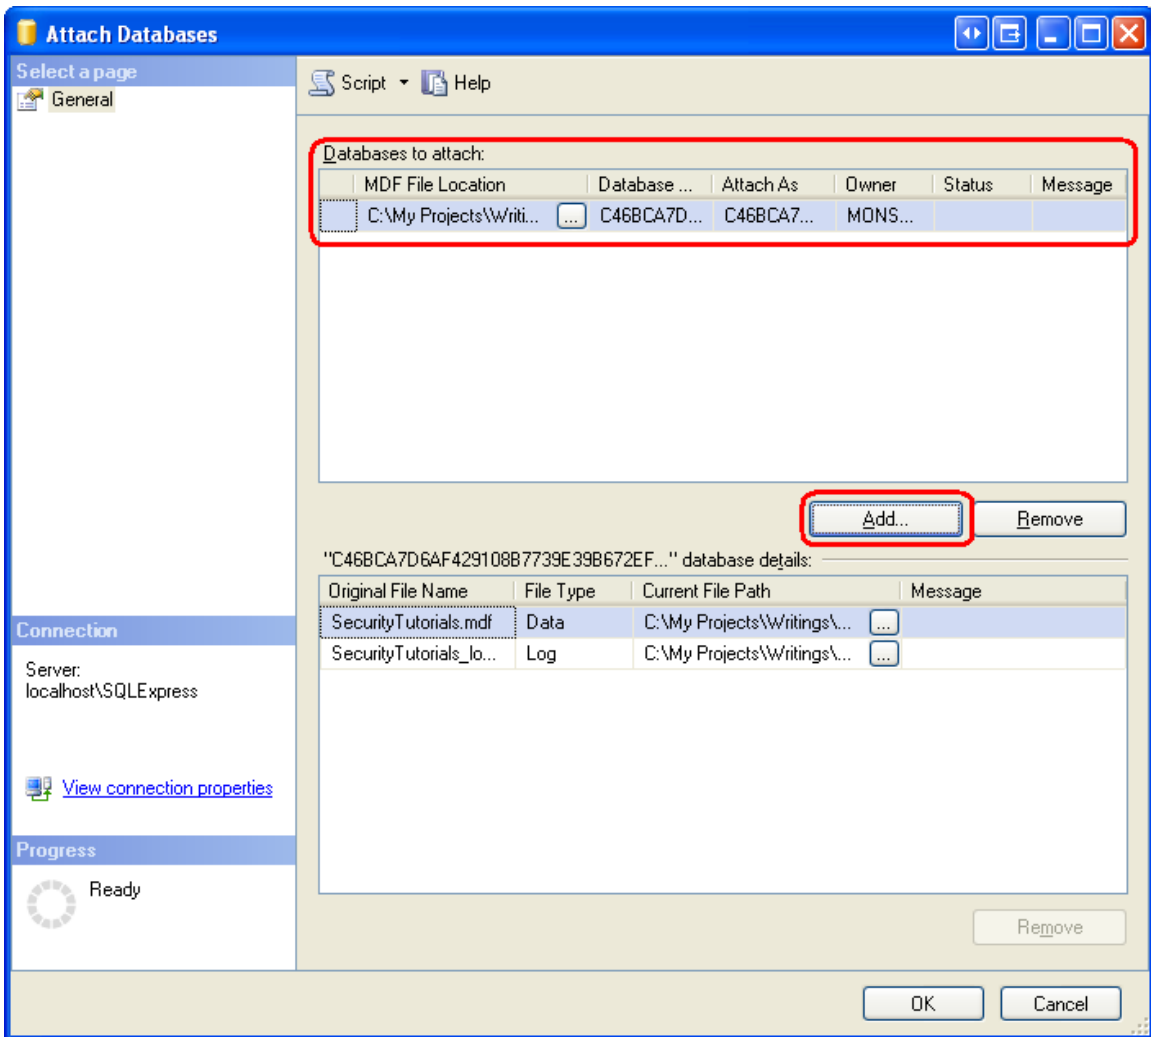 Attach Databases
Select a page
General
Script Help
Databases to attach:
MDF File Location Database ... Attach As Owner Status Message
C:\My Projects\Writi... ... C46BCA7D... C46BCA7... MONS...
Add... Remove
"C46BCA7D6AF429108B7739E39B672EF..." database details:
Original File Name File Type Current File Path Message
SecurityTutorials.mdf Data C:\My Projects\Writings\... ...
SecurityTutorials_lo... Log C:\My Projects\Writings\... ...
Connection
Server:
localhost\SQLExpress
View connection properties
Progress
Ready
Remove
OK Cancel